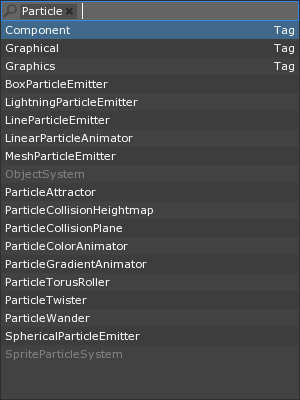 Particle ×
Component Tag
Graphical Tag
Graphics Tag
BoxParticleEmitter
LightningParticleEmitter
LineParticleEmitter
LinearParticleAnimator
MeshParticleEmitter
ObjectSystem
ParticleAttractor
ParticleCollisionHeightmap
ParticleCollisionPlane
ParticleColorAnimator
ParticleGradientAnimator
ParticleTorusRoller
ParticleTwister
ParticleWander
SphericalParticleEmitter
SpriteParticleSystem